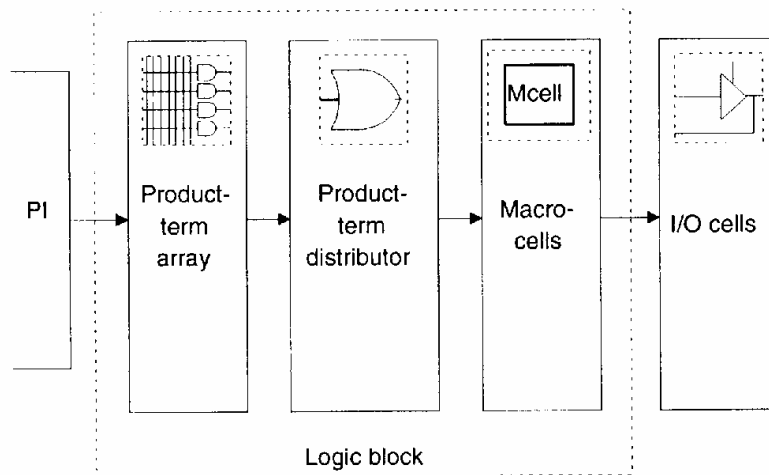 PI
Product-
term
array
Product-
term
distributor
Mcell
Macro-
cells
I/O cells
Logic block